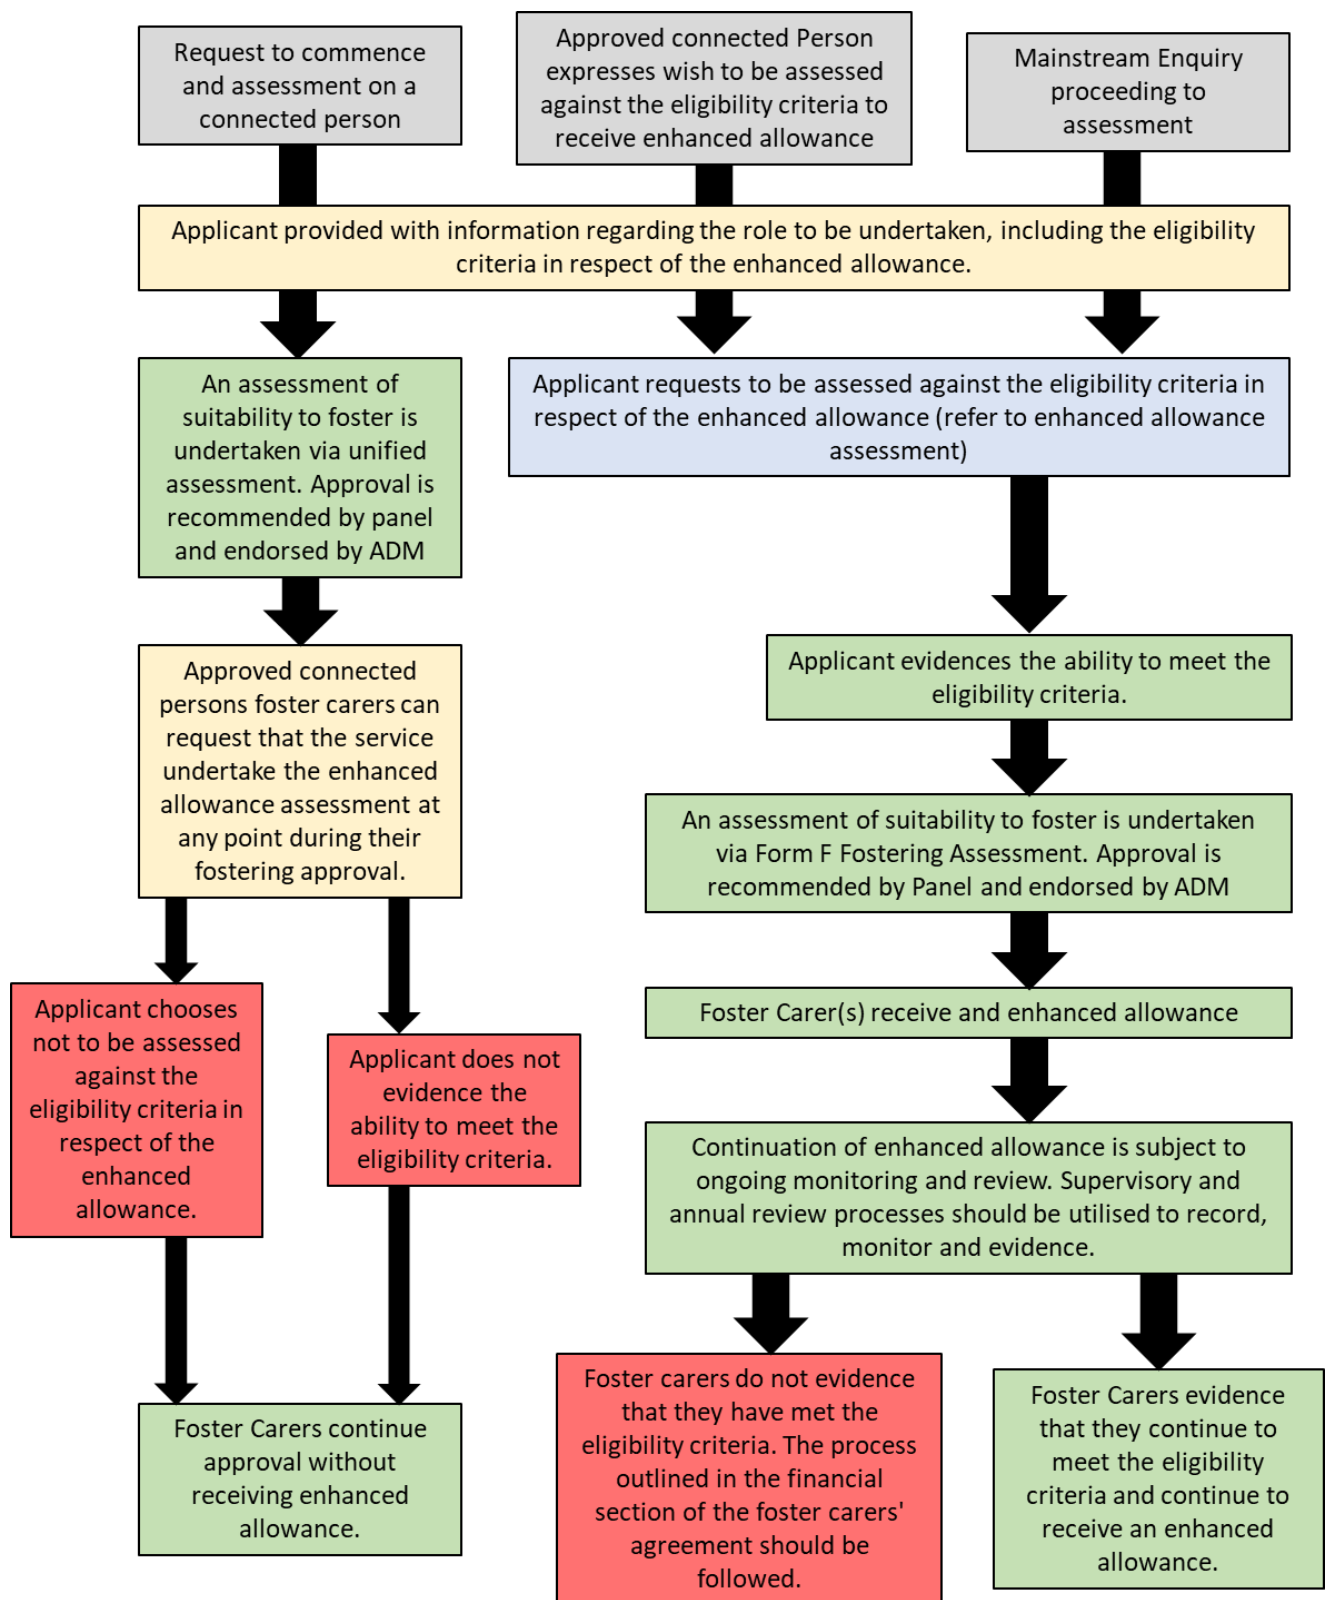 Request to commence
and assessment on a
connected person
Approved connected Person
expresses wish to be assessed
against the eligibility criteria to
receive enhanced allowance
Mainstream Enquiry
proceeding to
assessment
Applicant provided with information regarding the role to be undertaken, including the eligibility
criteria in respect of the enhanced allowance.
An assessment of
suitability to foster is
undertaken via unified
assessment. Approval is
recommended by panel
and endorsed by ADM
Applicant requests to be assessed against the eligibility criteria in
respect of the enhanced allowance (refer to enhanced allowance
assessment)
Approved connected
persons foster carers can
request that the service
undertake the enhanced
allowance assessment at
any point during their
fostering approval.
Applicant evidences the ability to meet the
eligibility criteria.
An assessment of suitability to foster is undertaken
via Form F Fostering Assessment. Approval is
recommended by Panel and endorsed by ADM
Applicant chooses
not to be assessed
against the
eligibility criteria in
respect of the
enhanced
allowance.
Applicant does not
evidence the
ability to meet the
eligibility criteria.
Foster Carer(s) receive and enhanced allowance
Continuation of enhanced allowance is subject to
ongoing monitoring and review. Supervisory and
annual review processes should be utilised to record,
monitor and evidence.
Foster Carers continue
approval without
receiving enhanced
allowance.
Foster carers do not evidence
that they have met the
eligibility criteria. The process
outlined in the financial
section of the foster carers'
agreement should be
followed.
Foster Carers evidence
that they continue to
meet the eligibility
criteria and continue to
receive an enhanced
allowance.